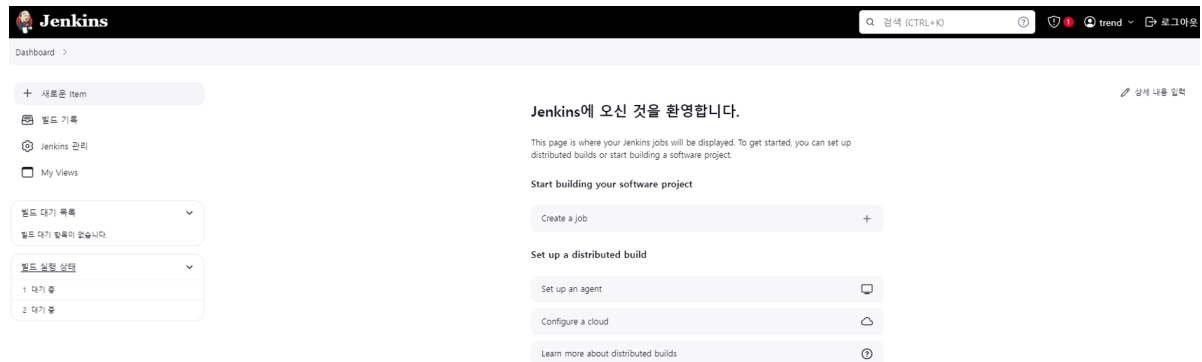 Jenkins
검색 (CTRL+K)
1
trend
로그아웃
Dashboard
새로운 Item
빌드 기록
Jenkins 관리
My Views
빌드 대기 목록
빌드 대기 항목이 없습니다.
빌드 실행 상태
1 대기 중
2 대기 중
상세 내용 입력
Jenkins에 오신 것을 환영합니다.
This page is where your Jenkins jobs will be displayed. To get started, you can set up
distributed builds or start building a software project.
Start building your software project
Create a job
Set up a distributed build
Set up an agent
Configure a cloud
Learn more about distributed builds